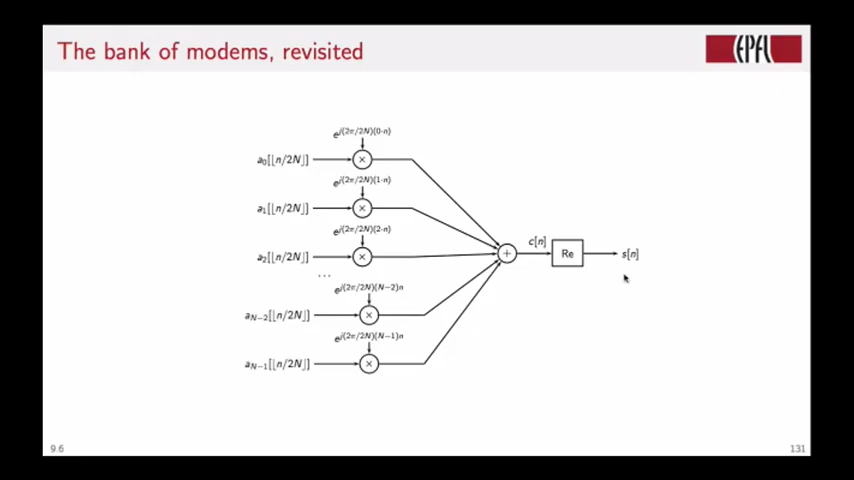 The bank of modems, revisited
EPFL
e^{j(2π/2N)(0·n)}
a_0[⌊n/2N⌋]
×
e^{j(2π/2N)(1·n)}
a_1[⌊n/2N⌋]
×
c[n]
e^{j(2π/2N)(2·n)}
a_2[⌊n/2N⌋]
×
+
Re
s[n]
...
e^{j(2π/2N)(N−2)n}
a_{N−2}[⌊n/2N⌋]
×
e^{j(2π/2N)(N−1)n}
a_{N−1}[⌊n/2N⌋]
×
9.6
131